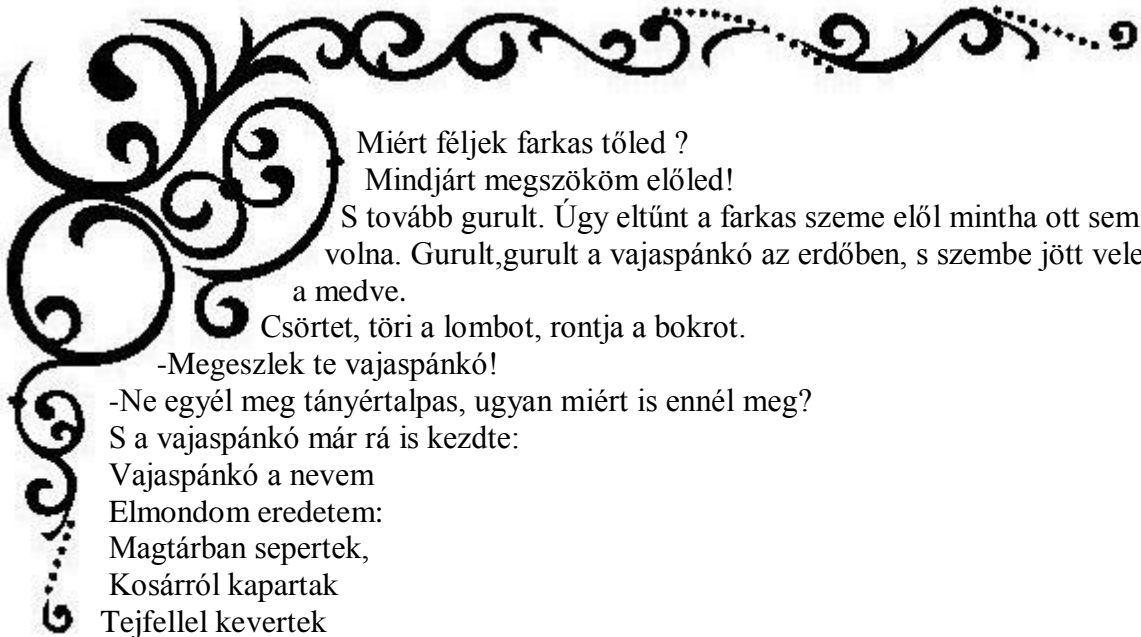 Miért féljek farkas tőled ?
Mindjárt megszököm előled!
S tovább gurult. Úgy eltűnt a farkas szeme elől mintha ott sem
volna. Gurult,gurult a vajaspánkó az erdőben, s szembe jött vele
a medve.
Csörtet, töri a lombot, rontja a bokrot.
-Megeszlek te vajaspánkó!
-Ne egyél meg tányértalpas, ugyan miért is ennél meg?
S a vajaspánkó már rá is kezdte:
Vajaspánkó a nevem
Elmondom eredetem:
Magtárban sepertek,
Kosárról kapartak
Tejfellel kevertek